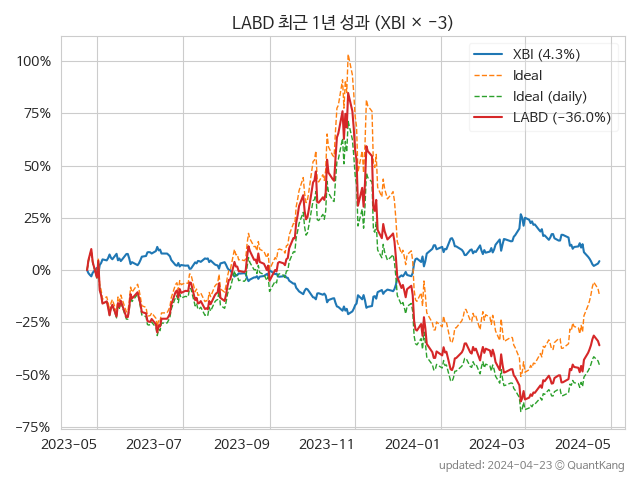 LABD 최근 1년 성과 (XBI × −3)
100%
75%
50%
25%
0%
−25%
−50%
−75%
XBI (4.3%)
Ideal
Ideal (daily)
LABD (−36.0%)
2023−05
2023−07
2023−09
2023−11
2024−01
2024−03
2024−05
updated: 2024−04−23 ⓒ QuantKang